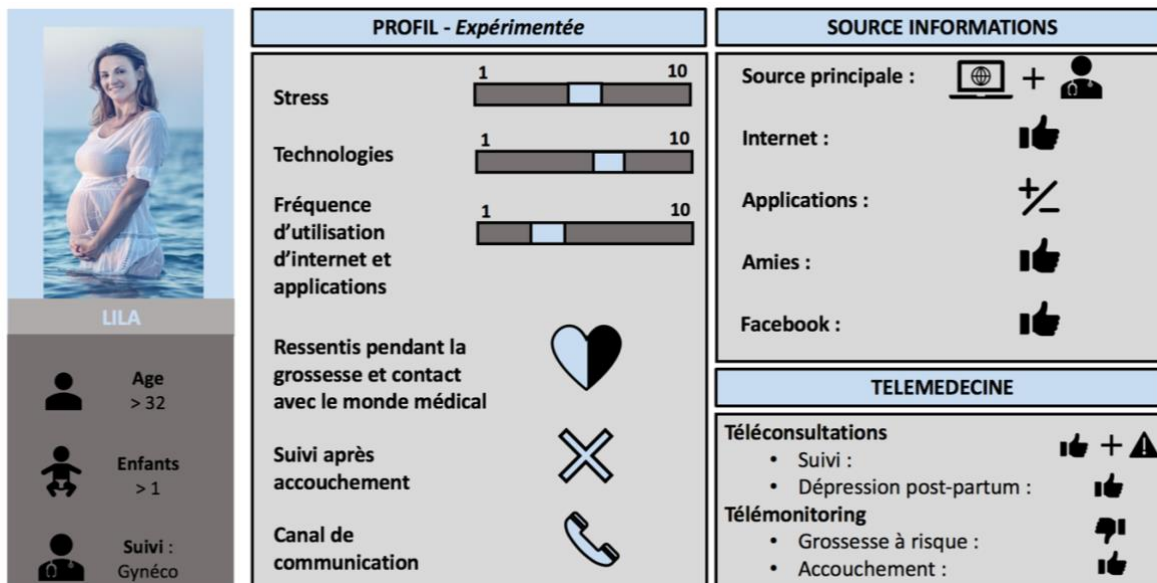 LILA
Age
> 32
Enfants
> 1
Suivi :
Gynéco
PROFIL - Expérimentée
Stress
1 10
Technologies
1 10
Fréquence
d'utilisation
d'internet et
applications
1 10
Ressentis pendant la
grossesse et contact
avec le monde médical
Suivi après
accouchement
Canal de
communication
SOURCE INFORMATIONS
Source principale :
+
Internet :
Applications :
+/−
Amies :
Facebook :
TELEMEDECINE
Téléconsultations
+
• Suivi :
• Dépression post-partum :
Télémonitoring
• Grossesse à risque :
• Accouchement :